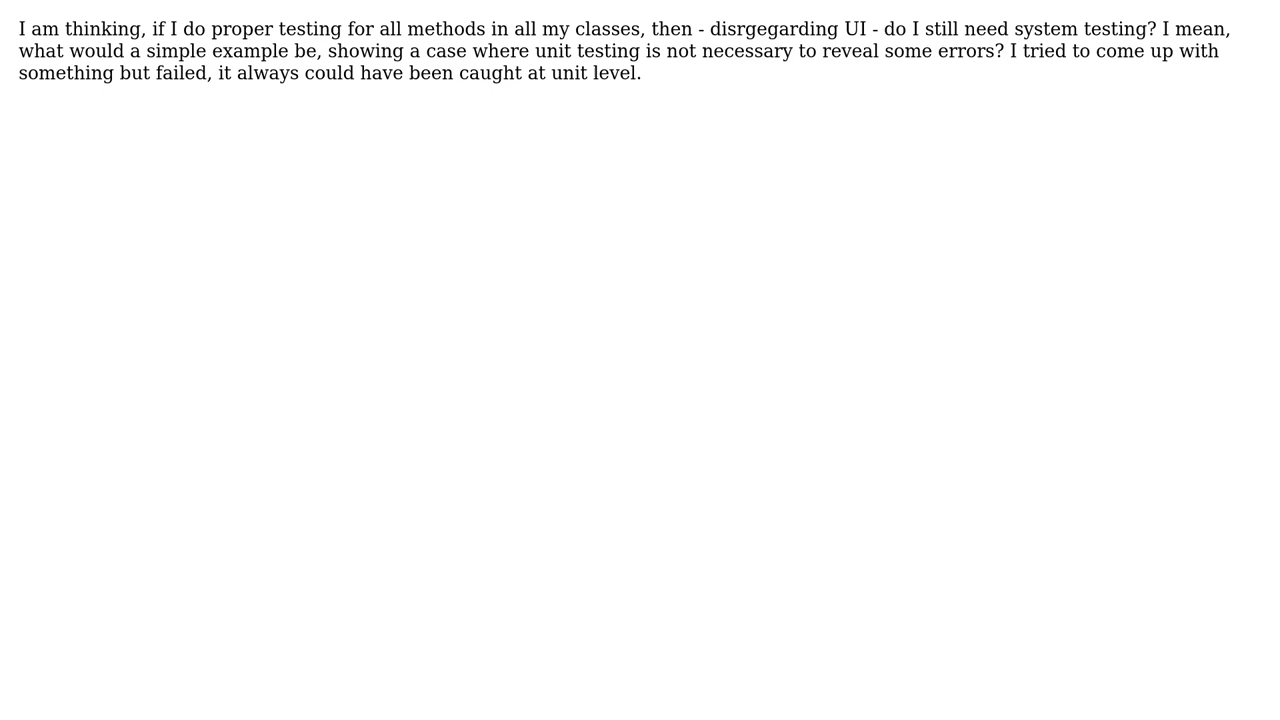 I am thinking, if I do proper testing for all methods in all my classes, then - disrgegarding UI - do I still need system testing? I mean,
what would a simple example be, showing a case where unit testing is not necessary to reveal some errors? I tried to come up with
something but failed, it always could have been caught at unit level.